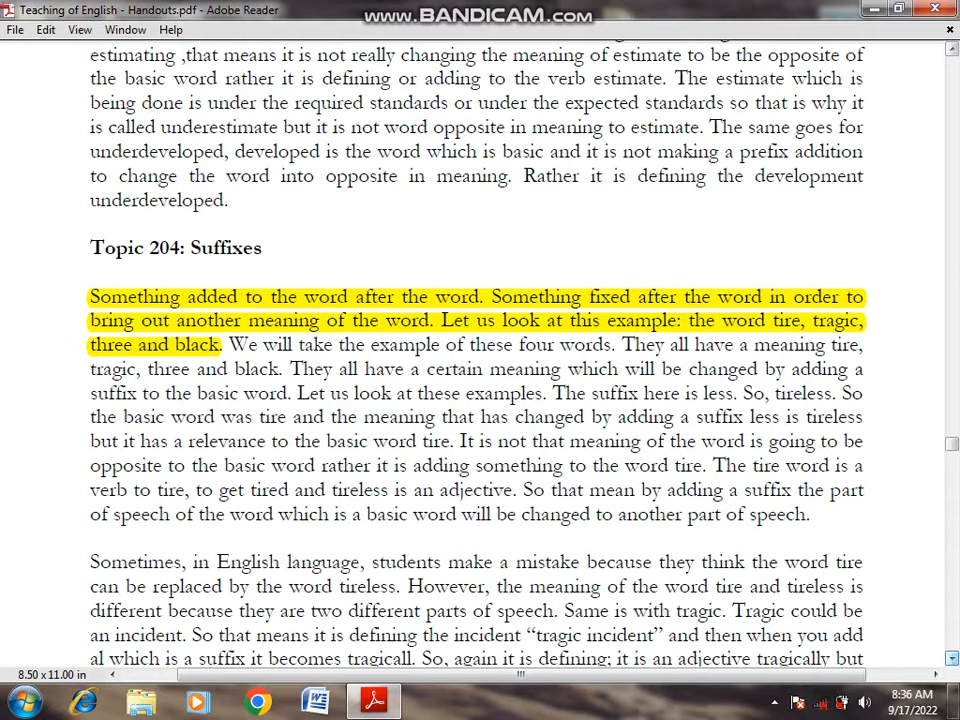 Teaching of English - Handouts.pdf - Adobe Reader
www.BANDICAM.com
File Edit View Window Help
estimating ,that means it is not really changing the meaning of estimate to be the opposite of
the basic word rather it is defining or adding to the verb estimate. The estimate which is
being done is under the required standards or under the expected standards so that is why it
is called underestimate but it is not word opposite in meaning to estimate. The same goes for
underdeveloped, developed is the word which is basic and it is not making a prefix addition
to change the word into opposite in meaning. Rather it is defining the development
underdeveloped.
Topic 204: Suffixes
Something added to the word after the word. Something fixed after the word in order to
bring out another meaning of the word. Let us look at this example: the word tire, tragic,
three and black. We will take the example of these four words. They all have a meaning tire,
tragic, three and black. They all have a certain meaning which will be changed by adding a
suffix to the basic word. Let us look at these examples. The suffix here is less. So, tireless. So
the basic word was tire and the meaning that has changed by adding a suffix less is tireless
but it has a relevance to the basic word tire. It is not that meaning of the word is going to be
opposite to the basic word rather it is adding something to the word tire. The tire word is a
verb to tire, to get tired and tireless is an adjective. So that mean by adding a suffix the part
of speech of the word which is a basic word will be changed to another part of speech.
Sometimes, in English language, students make a mistake because they think the word tire
can be replaced by the word tireless. However, the meaning of the word tire and tireless is
different because they are two different parts of speech. Same is with tragic. Tragic could be
an incident. So that means it is defining the incident “tragic incident” and then when you add
al which is a suffix it becomes tragicall. So, again it is defining; it is an adjective tragically but
8.50 x 11.00 in
8:36 AM
9/17/2022